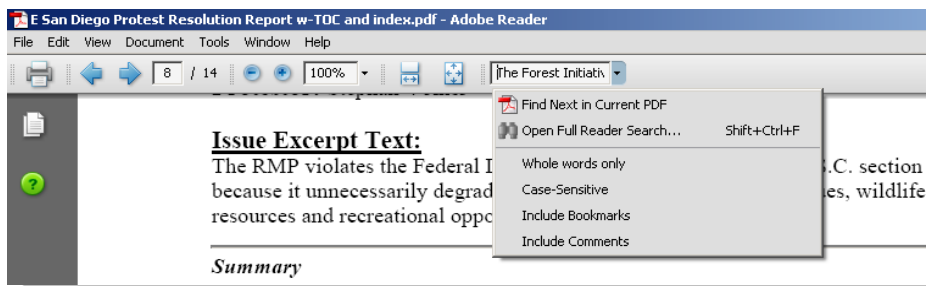 E San Diego Protest Resolution Report w-TOC and index.pdf - Adobe Reader
File Edit View Document Tools Window Help
8 / 14 100% The Forest Initiativ
Find Next in Current PDF
Open Full Reader Search... Shift+Ctrl+F
Whole words only
Case-Sensitive
Include Bookmarks
Include Comments
Issue Excerpt Text:
The RMP violates the Federal .C. section
because it unnecessarily degrad es, wildlife
resources and recreational oppo
Summary